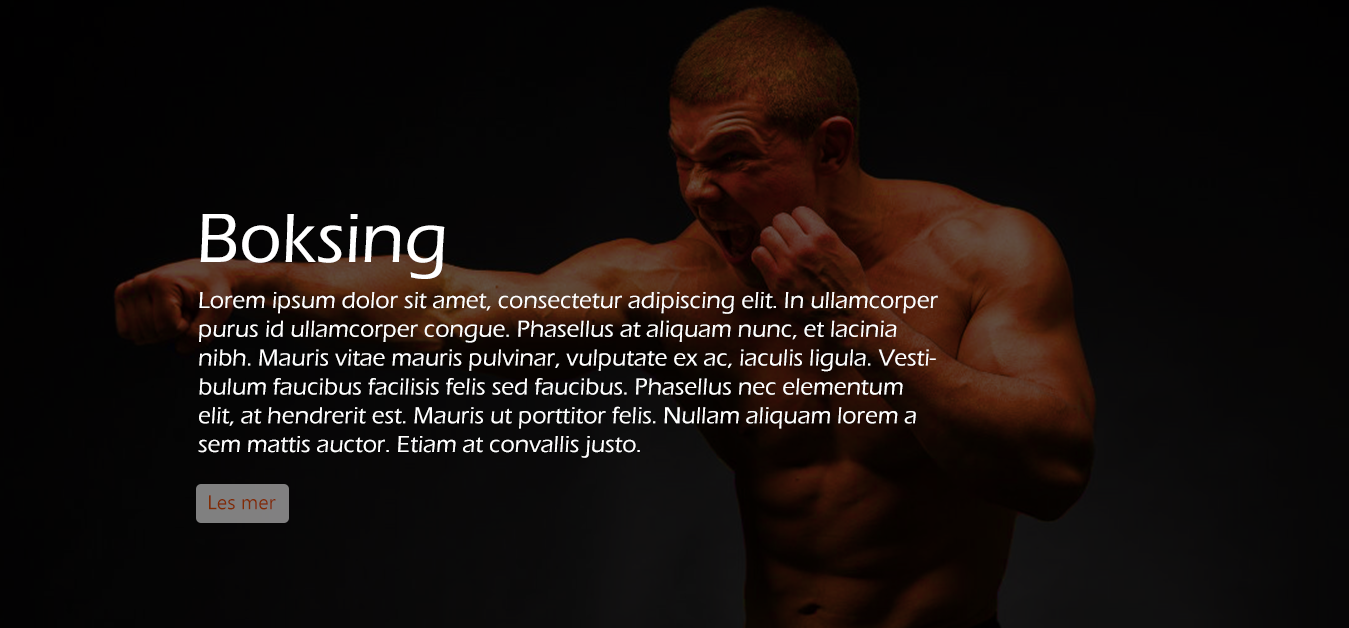 Boksing
Lorem ipsum dolor sit amet, consectetur adipiscing elit. In ullamcorper
purus id ullamcorper congue. Phasellus at aliquam nunc, et lacinia
nibh. Mauris vitae mauris pulvinar, vulputate ex ac, iaculis ligula. Vesti-
bulum faucibus facilisis felis sed faucibus. Phasellus nec elementum
elit, at hendrerit est. Mauris ut porttitor felis. Nullam aliquam lorem a
sem mattis auctor. Etiam at convallis justo.
Les mer